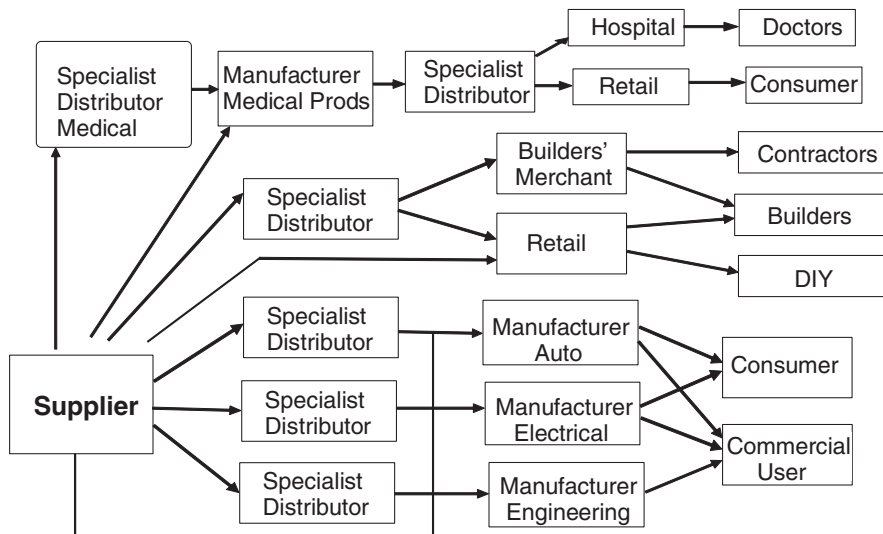 Hospital
Doctors
Specialist
Distributor
Medical
Manufacturer
Medical Prods
Specialist
Distributor
Retail
Consumer
Builders'
Merchant
Contractors
Specialist
Distributor
Retail
Builders
DIY
Specialist
Distributor
Manufacturer
Auto
Consumer
Supplier
Specialist
Distributor
Manufacturer
Electrical
Commercial
User
Specialist
Distributor
Manufacturer
Engineering